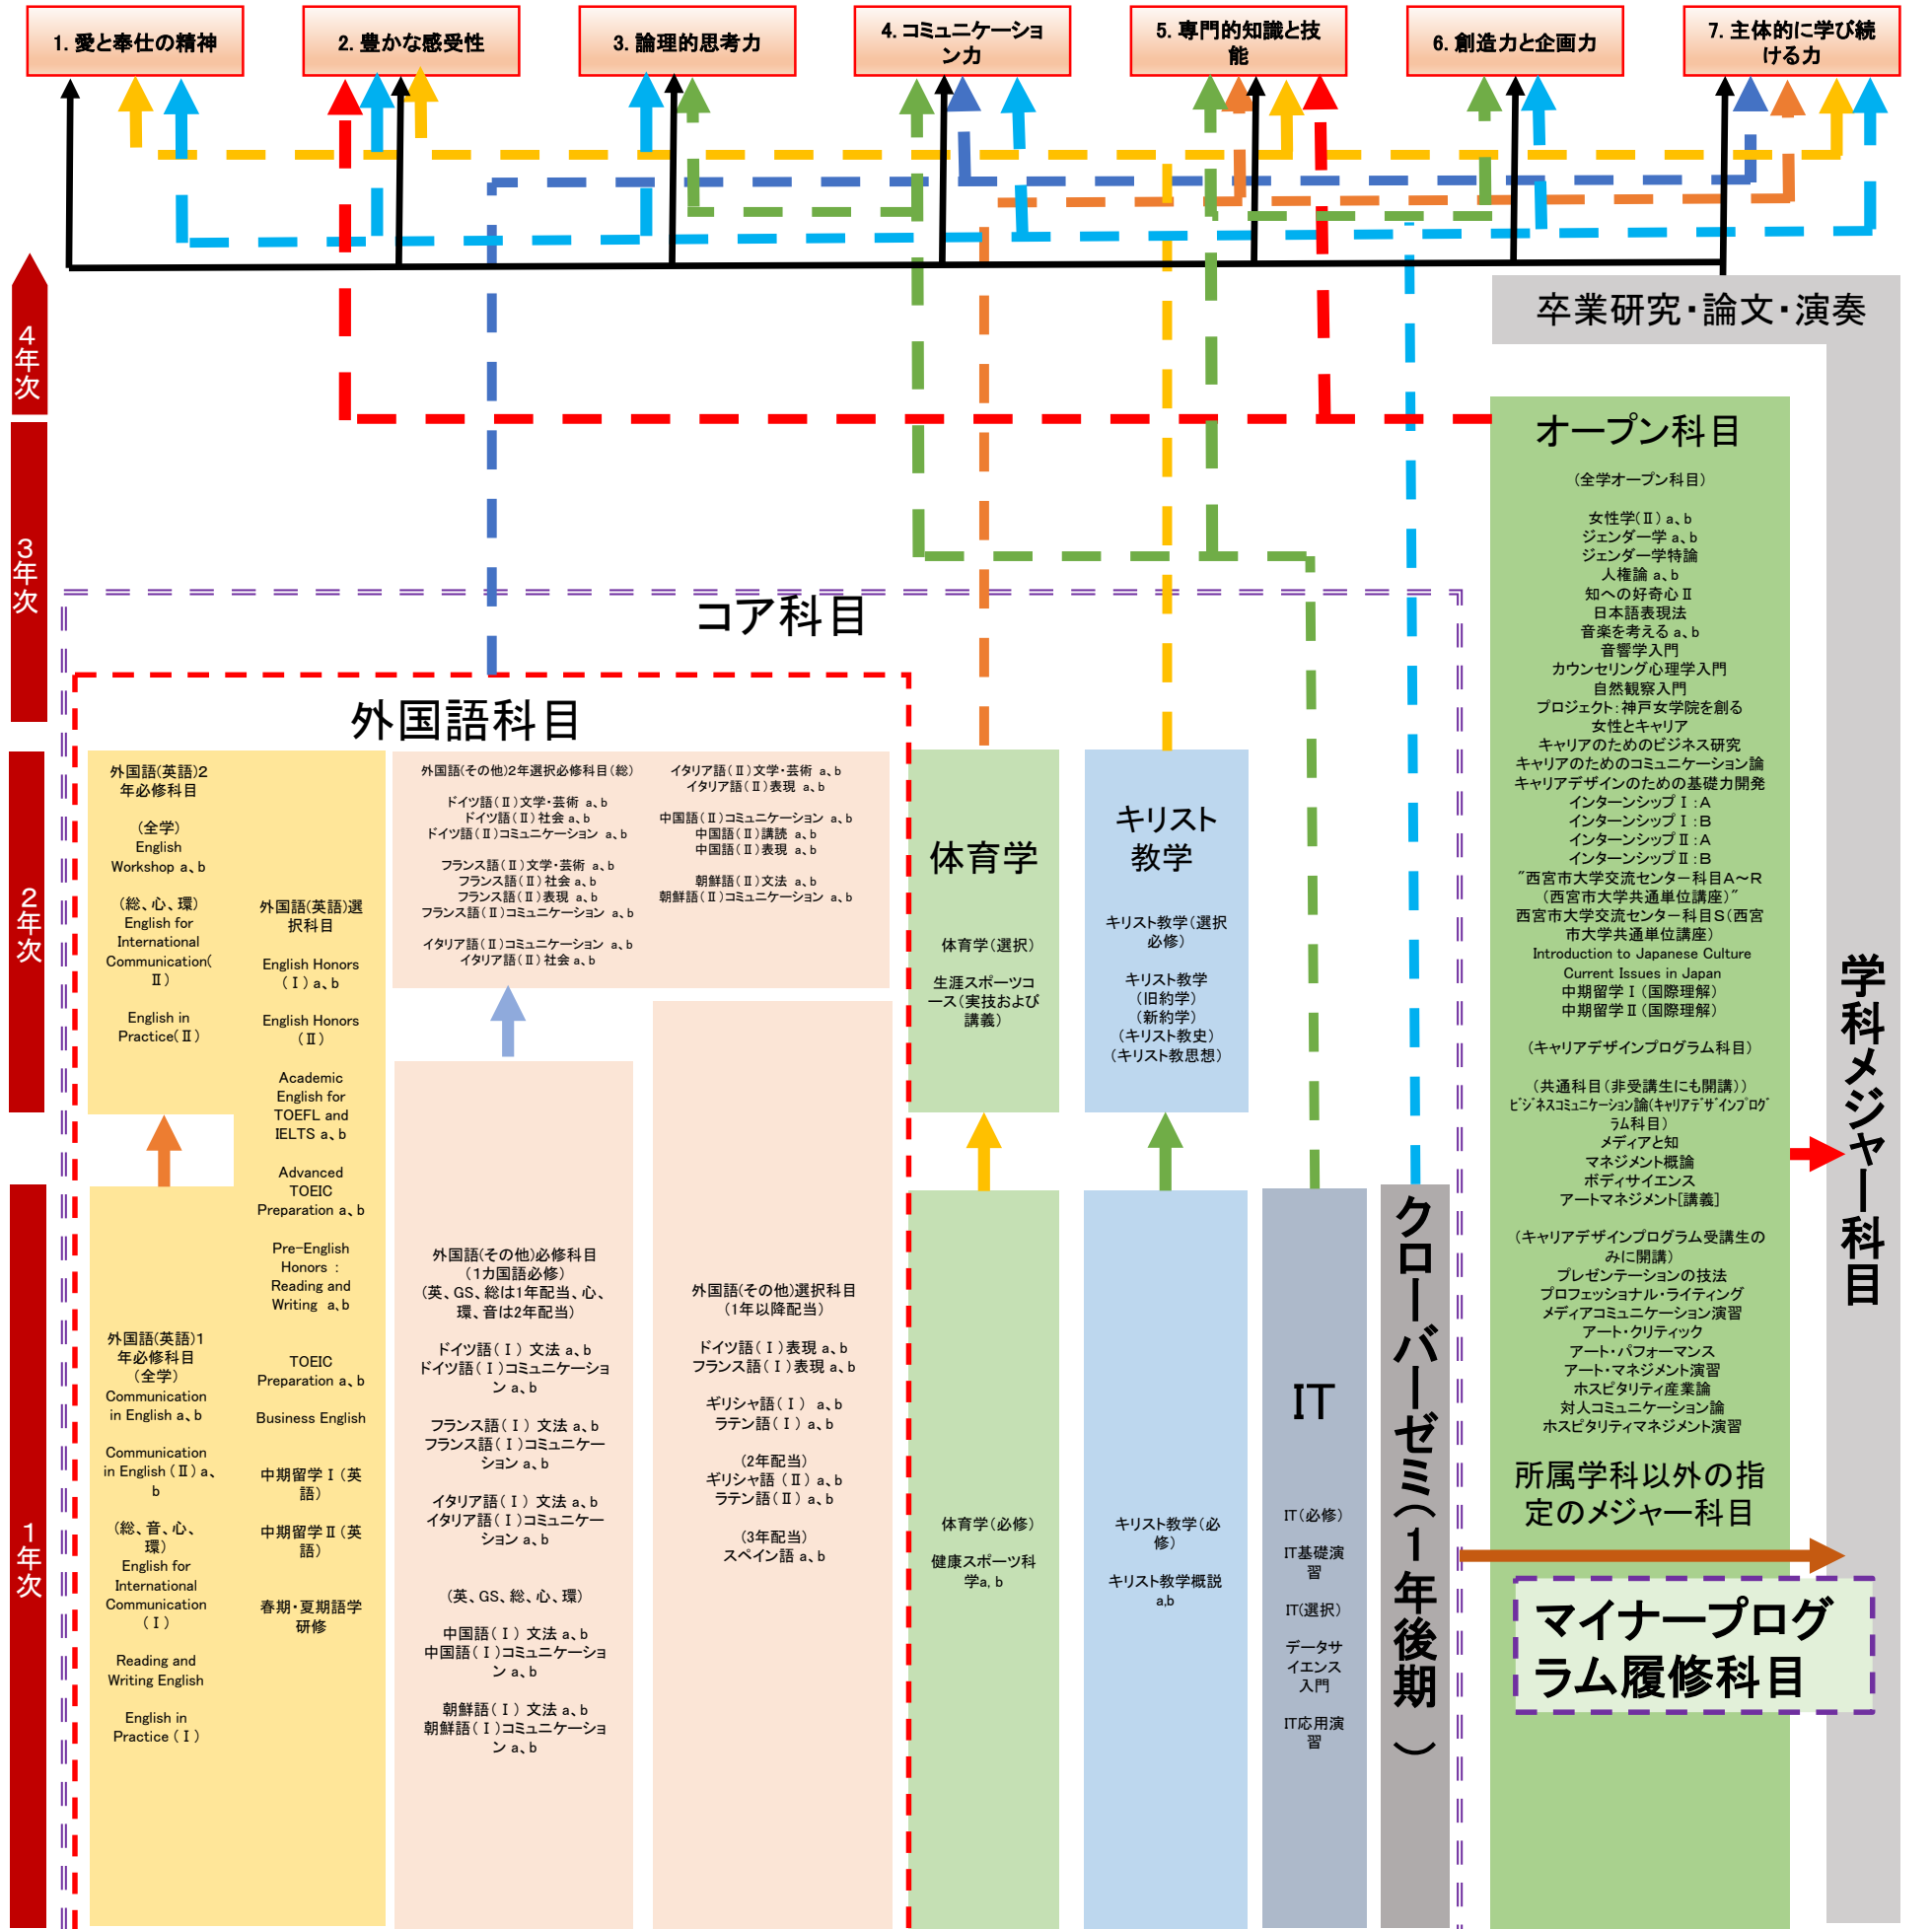 1. 愛と奉仕の精神
2. 豊かな感受性
3. 論理的思考力
4. コミュニケーショ
ン力
5. 専門的知識と技
能
6. 創造力と企画力
7. 主体的に学び続
ける力
4年次
3年次
2年次
1年次
卒業研究・論文・演奏
学科メジャー科目
コア科目
外国語科目
外国語(英語)2
年必修科目
(全学)
English
Workshop a、b
(総、心、環)
English for
International
Communication(
Ⅱ)
English in
Practice(Ⅱ)
外国語(英語)選
択科目
English Honors
(Ⅰ) a、b
English Honors
(Ⅱ)
Academic
English for
TOEFL and
IELTS a、b
Advanced
TOEIC
Preparation a、b
Pre-English
Honors :
Reading and
Writing a、b
TOEIC
Preparation a、b
Business English
中期留学Ⅰ(英
語)
中期留学Ⅱ(英
語)
春期・夏期語学
研修
外国語(英語)1
年必修科目
(全学)
Communication
in English a、b
Communication
in English (Ⅱ) a、
b
(総、音、心、
環)
English for
International
Communication
(Ⅰ)
Reading and
Writing English
English in
Practice (Ⅰ)
外国語(その他)2年選択必修科目(総)
ドイツ語(Ⅱ)文学・芸術 a、b
ドイツ語(Ⅱ)社会 a、b
ドイツ語(Ⅱ)コミュニケーション a、b
フランス語(Ⅱ)文学・芸術 a、b
フランス語(Ⅱ)社会 a、b
フランス語(Ⅱ)表現 a、b
フランス語(Ⅱ)コミュニケーション a、b
イタリア語(Ⅱ)コミュニケーション a、b
イタリア語(Ⅱ)社会 a、b
イタリア語(Ⅱ)文学・芸術 a、b
イタリア語(Ⅱ)表現 a、b
中国語(Ⅱ)コミュニケーション a、b
中国語(Ⅱ)講読 a、b
中国語(Ⅱ)表現 a、b
朝鮮語(Ⅱ)文法 a、b
朝鮮語(Ⅱ)コミュニケーション a、b
外国語(その他)必修科目
(1カ国語必修)
(英、GS、総は1年配当、心、
環、音は2年配当)
ドイツ語(Ⅰ) 文法 a、b
ドイツ語(Ⅰ)コミュニケーショ
ン a、b
フランス語(Ⅰ) 文法 a、b
フランス語(Ⅰ)コミュニケー
ション a、b
イタリア語(Ⅰ) 文法 a、b
イタリア語(Ⅰ)コミュニケー
ション a、b
(英、GS、総、心、環)
中国語(Ⅰ) 文法 a、b
中国語(Ⅰ)コミュニケーショ
ン a、b
朝鮮語(Ⅰ) 文法 a、b
朝鮮語(Ⅰ)コミュニケーショ
ン a、b
外国語(その他)選択科目
(1年以降配当)
ドイツ語(Ⅰ)表現 a、b
フランス語(Ⅰ)表現 a、b
ギリシャ語(Ⅰ) a、b
ラテン語(Ⅰ) a、b
(2年配当)
ギリシャ語 (Ⅱ) a、b
ラテン語(Ⅱ) a、b
(3年配当)
スペイン語 a、b
体育学
体育学(選択)
生涯スポーツコ
ース(実技および
講義)
体育学(必修)
健康スポーツ科
学a, b
キリスト
教学
キリスト教学(選択
必修)
キリスト教学
(旧約学)
(新約学)
(キリスト教史)
(キリスト教思想)
キリスト教学(必
修)
キリスト教学概説
a,b
IT
IT(必修)
IT基礎演
習
IT(選択)
データサ
イエンス
入門
IT応用演
習
クローバーゼミ(1年後期)
オープン科目
(全学オープン科目)
女性学(Ⅱ) a、b
ジェンダー学 a、b
ジェンダー学特論
人権論 a、b
知への好奇心Ⅱ
日本語表現法
音楽を考える a、b
音響学入門
カウンセリング心理学入門
自然観察入門
プロジェクト:神戸女学院を創る
女性とキャリア
キャリアのためのビジネス研究
キャリアのためのコミュニケーション論
キャリアデザインのための基礎力開発
インターンシップⅠ:A
インターンシップⅠ:B
インターンシップⅡ:A
インターンシップⅡ:B
"西宮市大学交流センター科目A~R
(西宮市大学共通単位講座)"
西宮市大学交流センター科目S(西宮
市大学共通単位講座)
Introduction to Japanese Culture
Current Issues in Japan
中期留学Ⅰ(国際理解)
中期留学Ⅱ(国際理解)
(キャリアデザインプログラム科目)
(共通科目(非受講生にも開講))
ビジネスコミュニケーション論(キャリアデザインプログ
ラム科目)
メディアと知
マネジメント概論
ボディサイエンス
アートマネジメント[講義]
(キャリアデザインプログラム受講生の
みに開講)
プレゼンテーションの技法
プロフェッショナル・ライティング
メディアコミュニケーション演習
アート・クリティック
アート・パフォーマンス
アート・マネジメント演習
ホスピタリティ産業論
対人コミュニケーション論
ホスピタリティマネジメント演習
所属学科以外の指
定のメジャー科目
マイナープログ
ラム履修科目